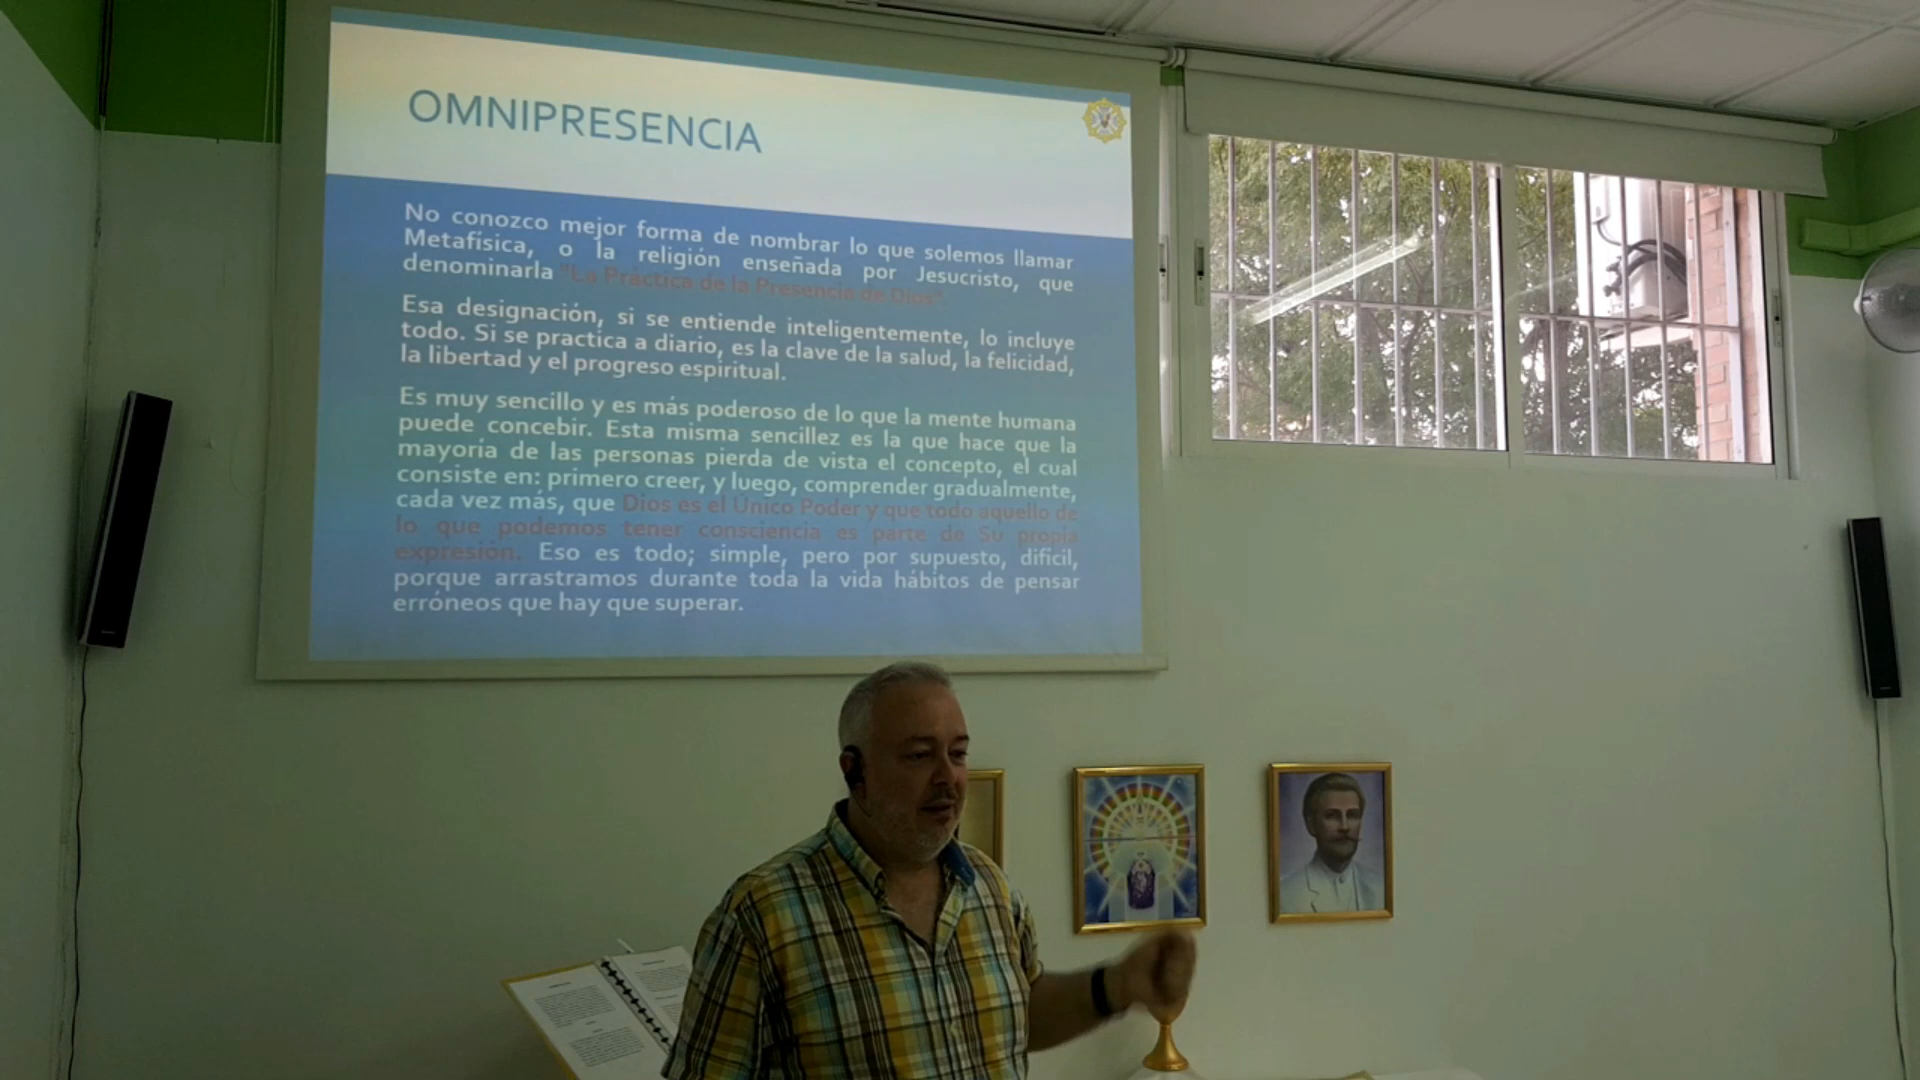 OMNIPRESENCIA
No conozco mejor forma de nombrar lo que solemos llamar
Metafísica, o la religión enseñada por Jesucristo, que
denominarla "La Práctica de la Presencia de Dios".
Esa designación, si se entiende inteligentemente, lo incluye
todo. Si se practica a diario, es la clave de la salud, la felicidad,
la libertad y el progreso espiritual.
Es muy sencillo y es más poderoso de lo que la mente humana
puede concebir. Esta misma sencillez es la que hace que la
mayoría de las personas pierda de vista el concepto, el cual
consiste en: primero creer, y luego, comprender gradualmente,
cada vez más, que Dios es el Único Poder y que todo aquello de
lo que podemos tener consciencia es parte de Su propia
expresión. Eso es todo; simple, pero por supuesto, difícil,
porque arrastramos durante toda la vida hábitos de pensar
erróneos que hay que superar.